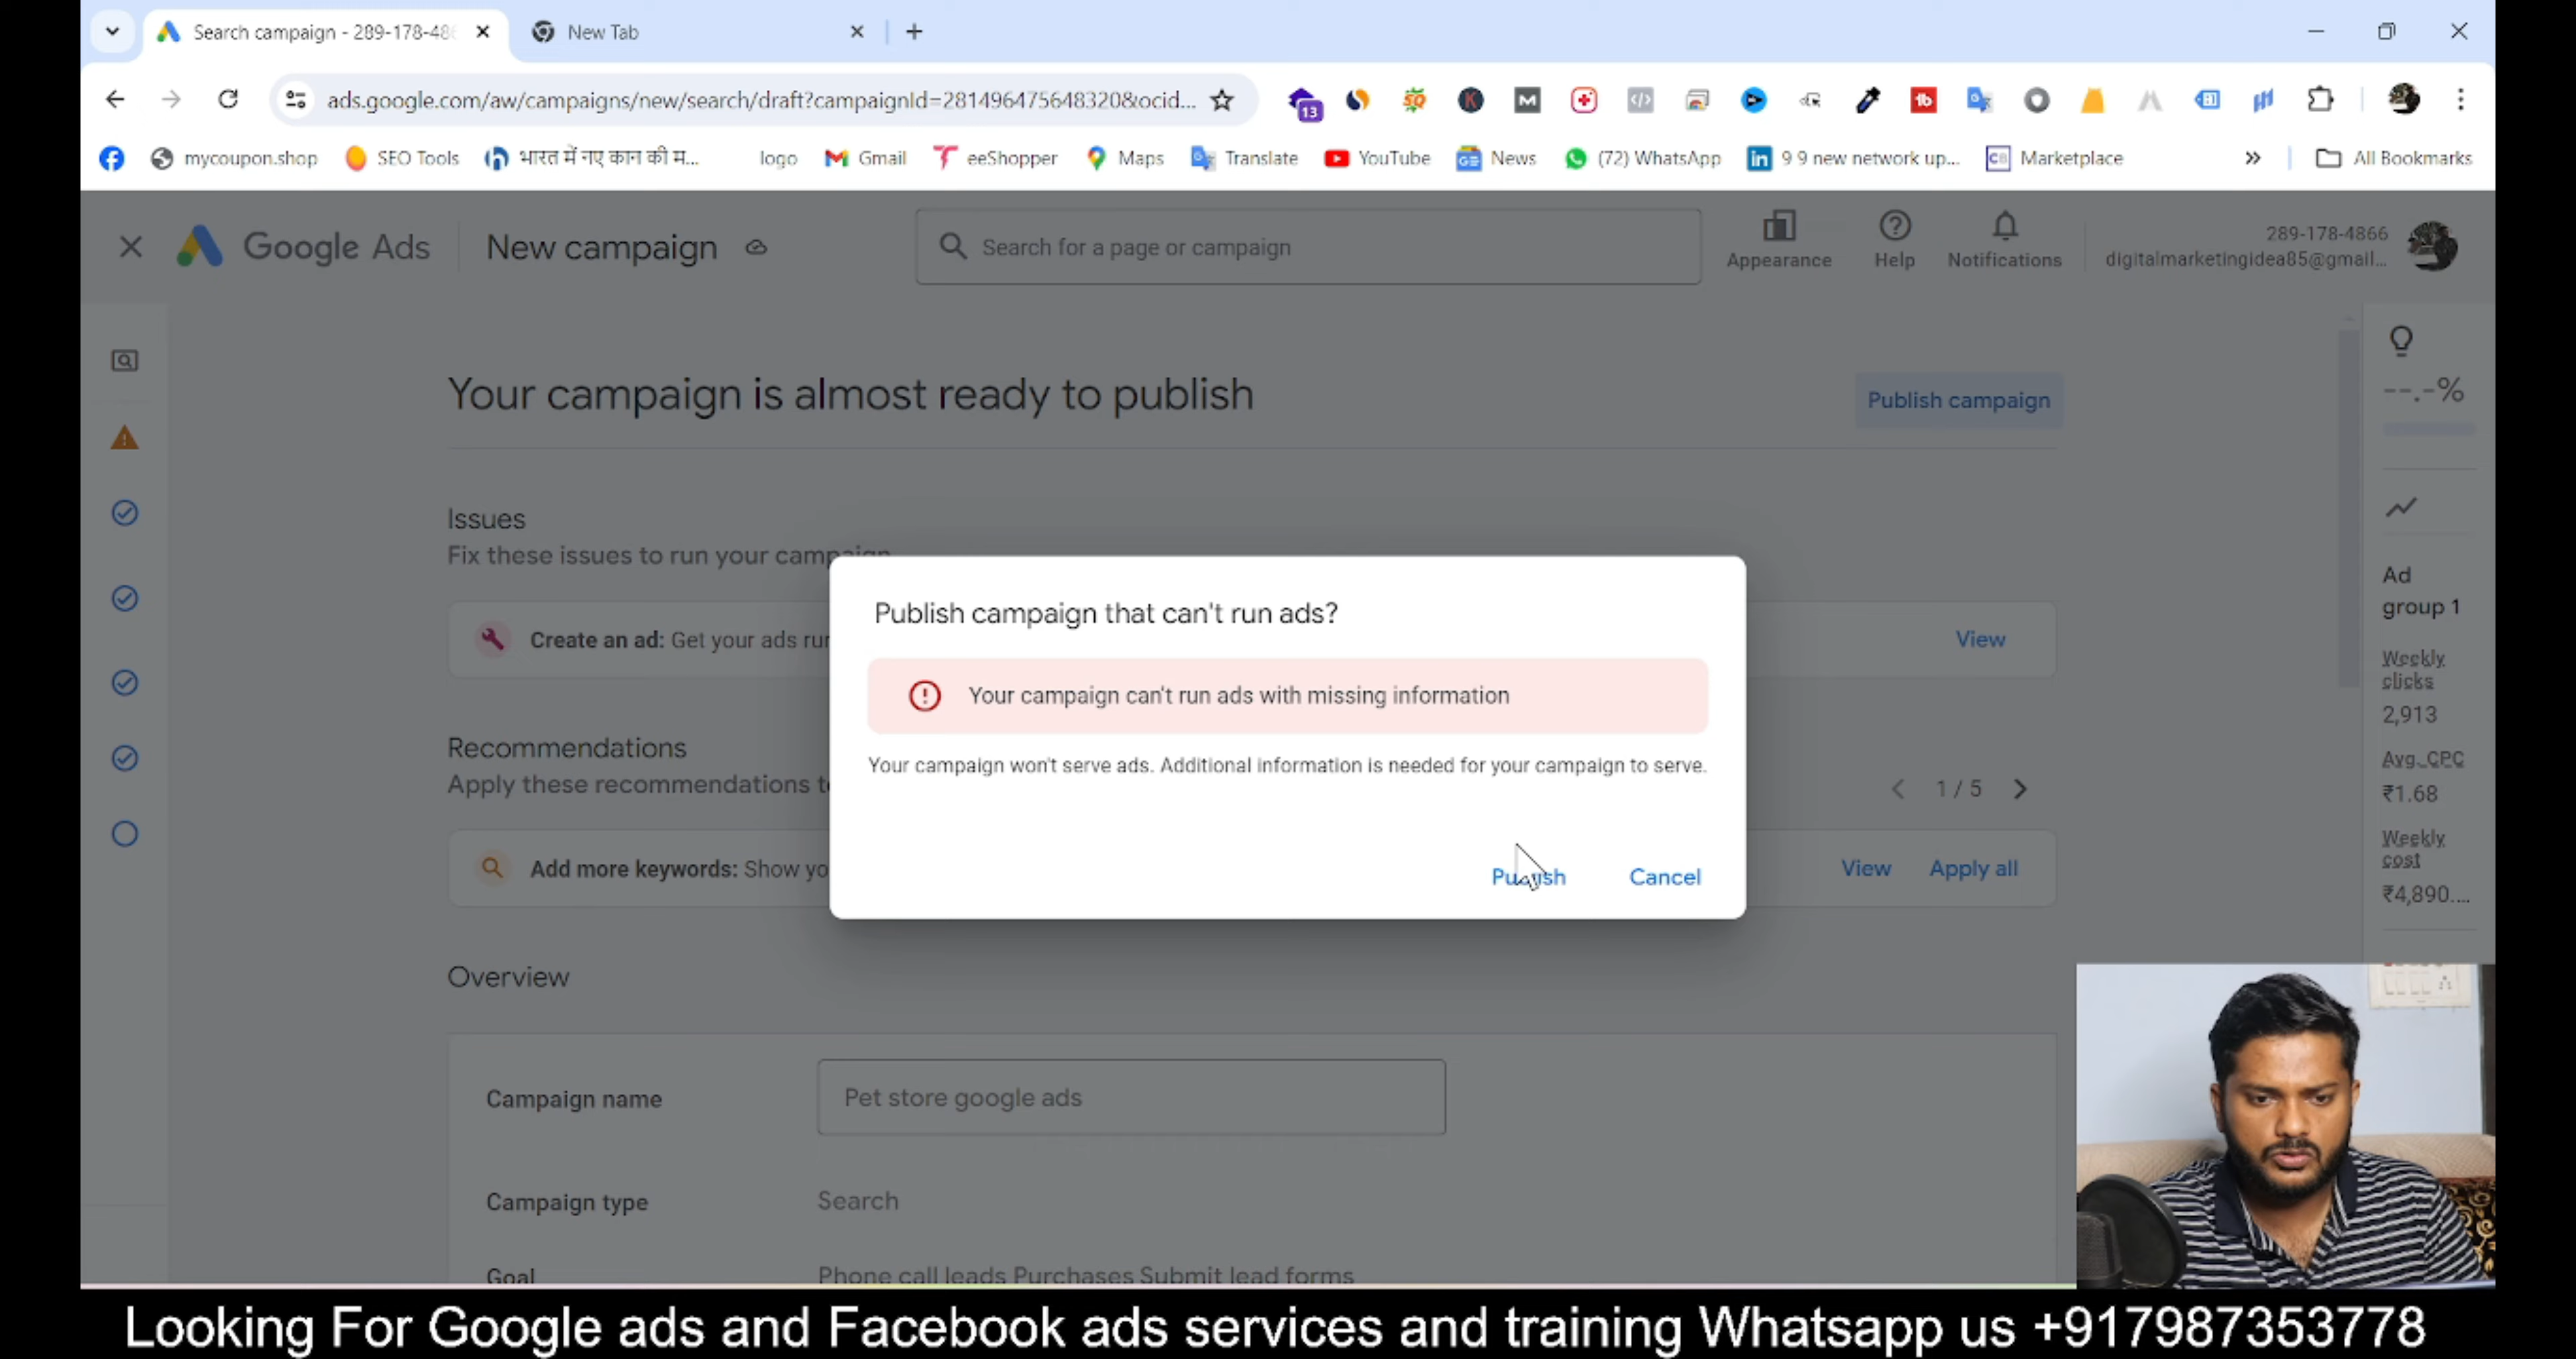 Search campaign - 289-178-486
New Tab
ads.google.com/aw/campaigns/new/search/draft?campaignId=281496475648320&ocid...
13
mycoupon.shop
SEO Tools
भारत में नए कान की म...
logo
Gmail
eeShopper
Maps
Translate
YouTube
News
(72) WhatsApp
9 9 new network up...
Marketplace
All Bookmarks
Google Ads
New campaign
Search for a page or campaign
Appearance
Help
Notifications
289-178-4866
digitalmarketingidea85@gmail...
Your campaign is almost ready to publish
Publish campaign
--.-%
Issues
Fix these issues to run your campaign
Create an ad: Get your ads run
View
Publish campaign that can't run ads?
Your campaign can't run ads with missing information
Your campaign won't serve ads. Additional information is needed for your campaign to serve.
Publish
Cancel
Ad
group 1
Weekly
clicks
2,913
Avg. CPC
₹1.68
Weekly
cost
₹4,890....
Recommendations
Apply these recommendations t
1 / 5
Add more keywords: Show yo
View
Apply all
Overview
Campaign name
Pet store google ads
Campaign type
Search
Goal
Phone call leads Purchases Submit lead forms
Looking For Google ads and Facebook ads services and training Whatsapp us +917987353778